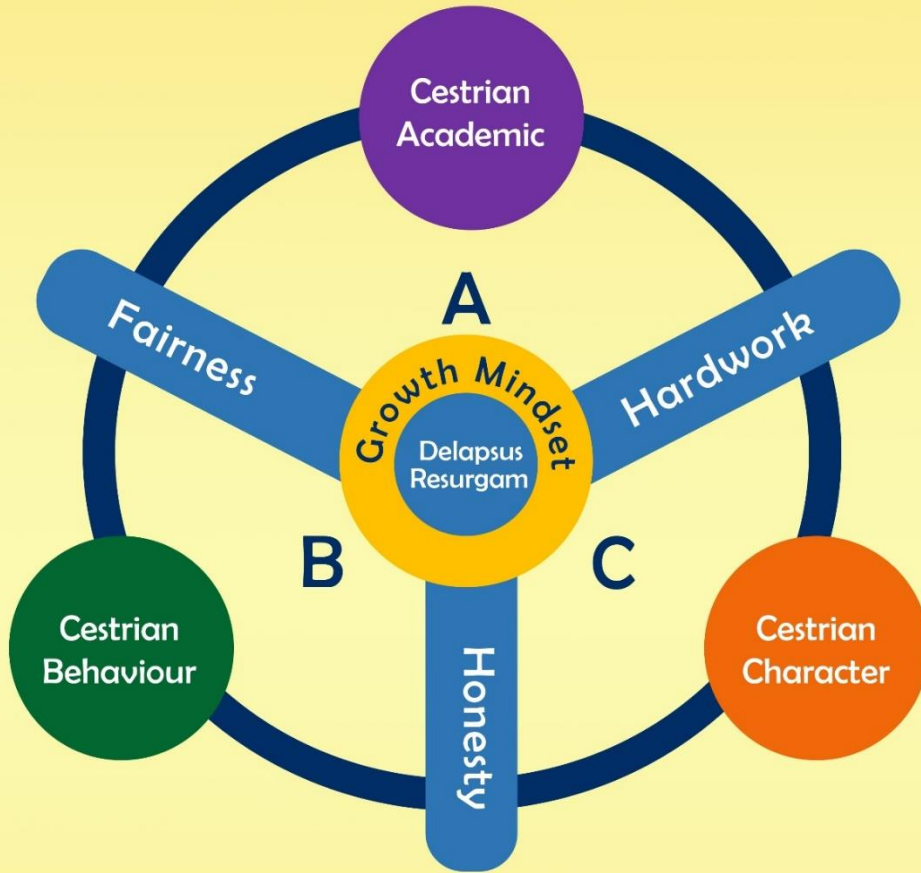 Cestrian
Academic
A
Fairness
Hardwork
Growth Mindset
Delapsus
Resurgam
B
C
Cestrian
Behaviour
Honesty
Cestrian
Character